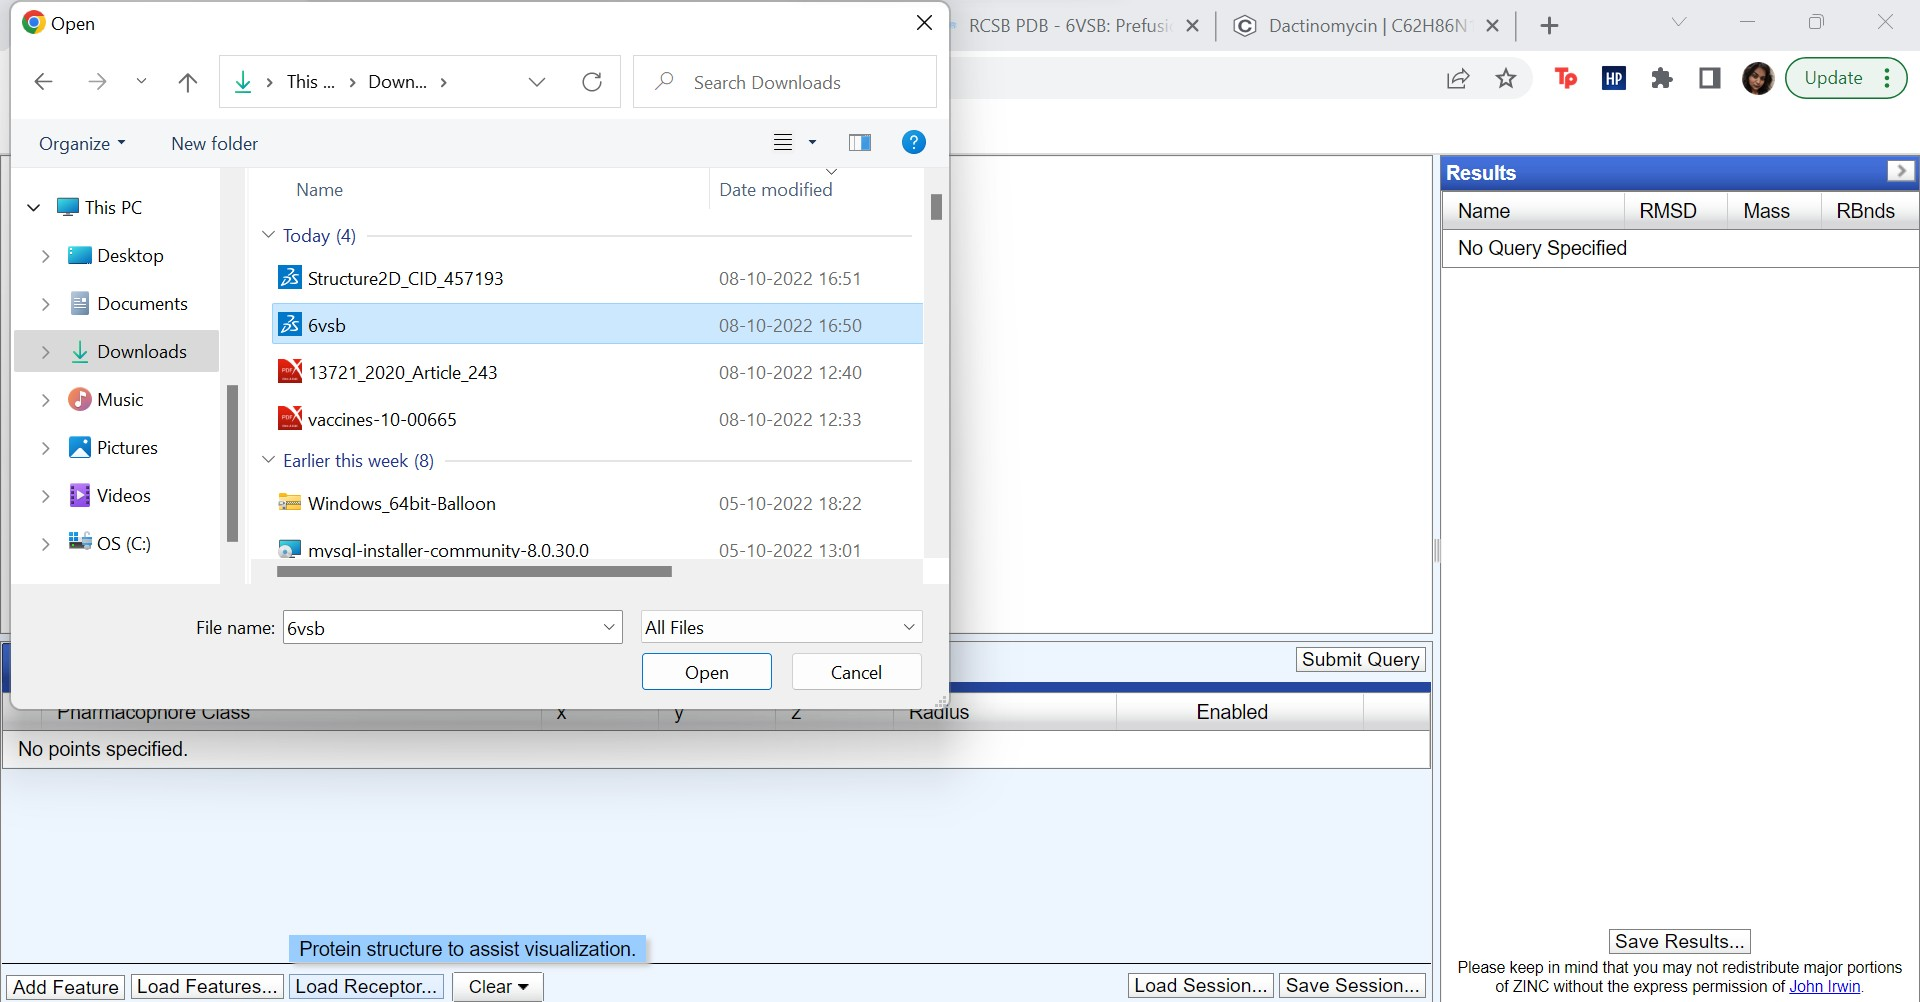 Open
RCSB PDB - 6VSB: Prefusi
Dactinomycin | C62H86N
This ... Down...
Search Downloads
Tp
HP
Update
Organize
New folder
Name
Date modified
This PC
Desktop
Documents
Downloads
Music
Pictures
Videos
OS (C:)
Today (4)
Structure2D_CID_457193 08-10-2022 16:51
6vsb 08-10-2022 16:50
13721_2020_Article_243 08-10-2022 12:40
vaccines-10-00665 08-10-2022 12:33
Earlier this week (8)
Windows_64bit-Balloon 05-10-2022 18:22
mysql-installer-community-8.0.30.0 05-10-2022 13:01
File name: 6vsb
All Files
Open
Cancel
Results
Name RMSD Mass RBnds
No Query Specified
Submit Query
Pharmacophore Class x y z Radius Enabled
No points specified.
Protein structure to assist visualization.
Add Feature
Load Features...
Load Receptor...
Clear
Load Session...
Save Session...
Save Results...
Please keep in mind that you may not redistribute major portions
of ZINC without the express permission of John Irwin.